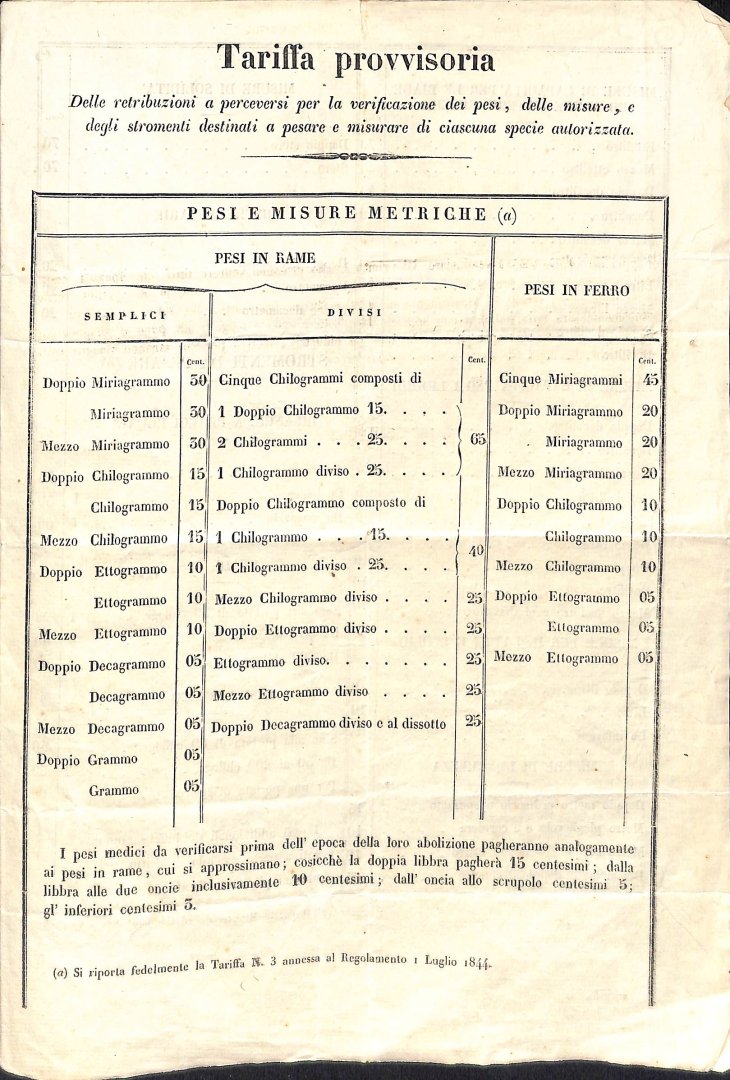 Tariffa provvisoria
Delle retribuzioni a perceversi per la verificazione dei pesi, delle misure, e
degli stromenti destinati a pesare e misurare di ciascuna specie autorizzata.
PESI E MISURE METRICHE (a)
PESI IN RAME
SEMPLICI
Cent.
Doppio Miriagrammo 30
Miriagrammo 30
Mezzo Miriagrammo 30
Doppio Chilogrammo 15
Chilogrammo 15
Mezzo Chilogrammo 15
Doppio Ettogrammo 10
Ettogrammo 10
Mezzo Ettogrammo 10
Doppio Decagrammo 05
Decagrammo 05
Mezzo Decagrammo 05
Doppio Grammo 05
Grammo 05
DIVISI
Cent.
Cinque Chilogrammi composti di
1 Doppio Chilogrammo 15. . . .
2 Chilogrammi . . . 25. . . . 65
1 Chilogrammo diviso . 25. . . .
Doppio Chilogrammo composto di
1 Chilogrammo . . . 15. . . .
40
1 Chilogrammo diviso . 25. . . .
Mezzo Chilogrammo diviso . . . . 25
Doppio Ettogrammo diviso . . . . 25
Ettogrammo diviso. . . . . . . 25
Mezzo Ettogrammo diviso . . . . 25
Doppio Decagrammo diviso e al dissotto 25
PESI IN FERRO
Cent.
Cinque Miriagrammi 45
Doppio Miriagrammo 20
Miriagrammo 20
Mezzo Miriagrammo 20
Doppio Chilogrammo 10
Chilogrammo 10
Mezzo Chilogrammo 10
Doppio Ettogrammo 05
Ettogrammo 05
Mezzo Ettogrammo 05
I pesi medici da verificarsi prima dell' epoca della loro abolizione pagheranno analogamente
ai pesi in rame, cui si approssimano; cosicchè la doppia libbra pagherà 15 centesimi; dalla
libbra alle due oncie inclusivamente 10 centesimi; dall' oncia allo scrupolo centesimi 5;
gl' inferiori centesimi 3.
(a) Si riporta fedelmente la Tariffa N. 3 annessa al Regolamento 1 Luglio 1844.